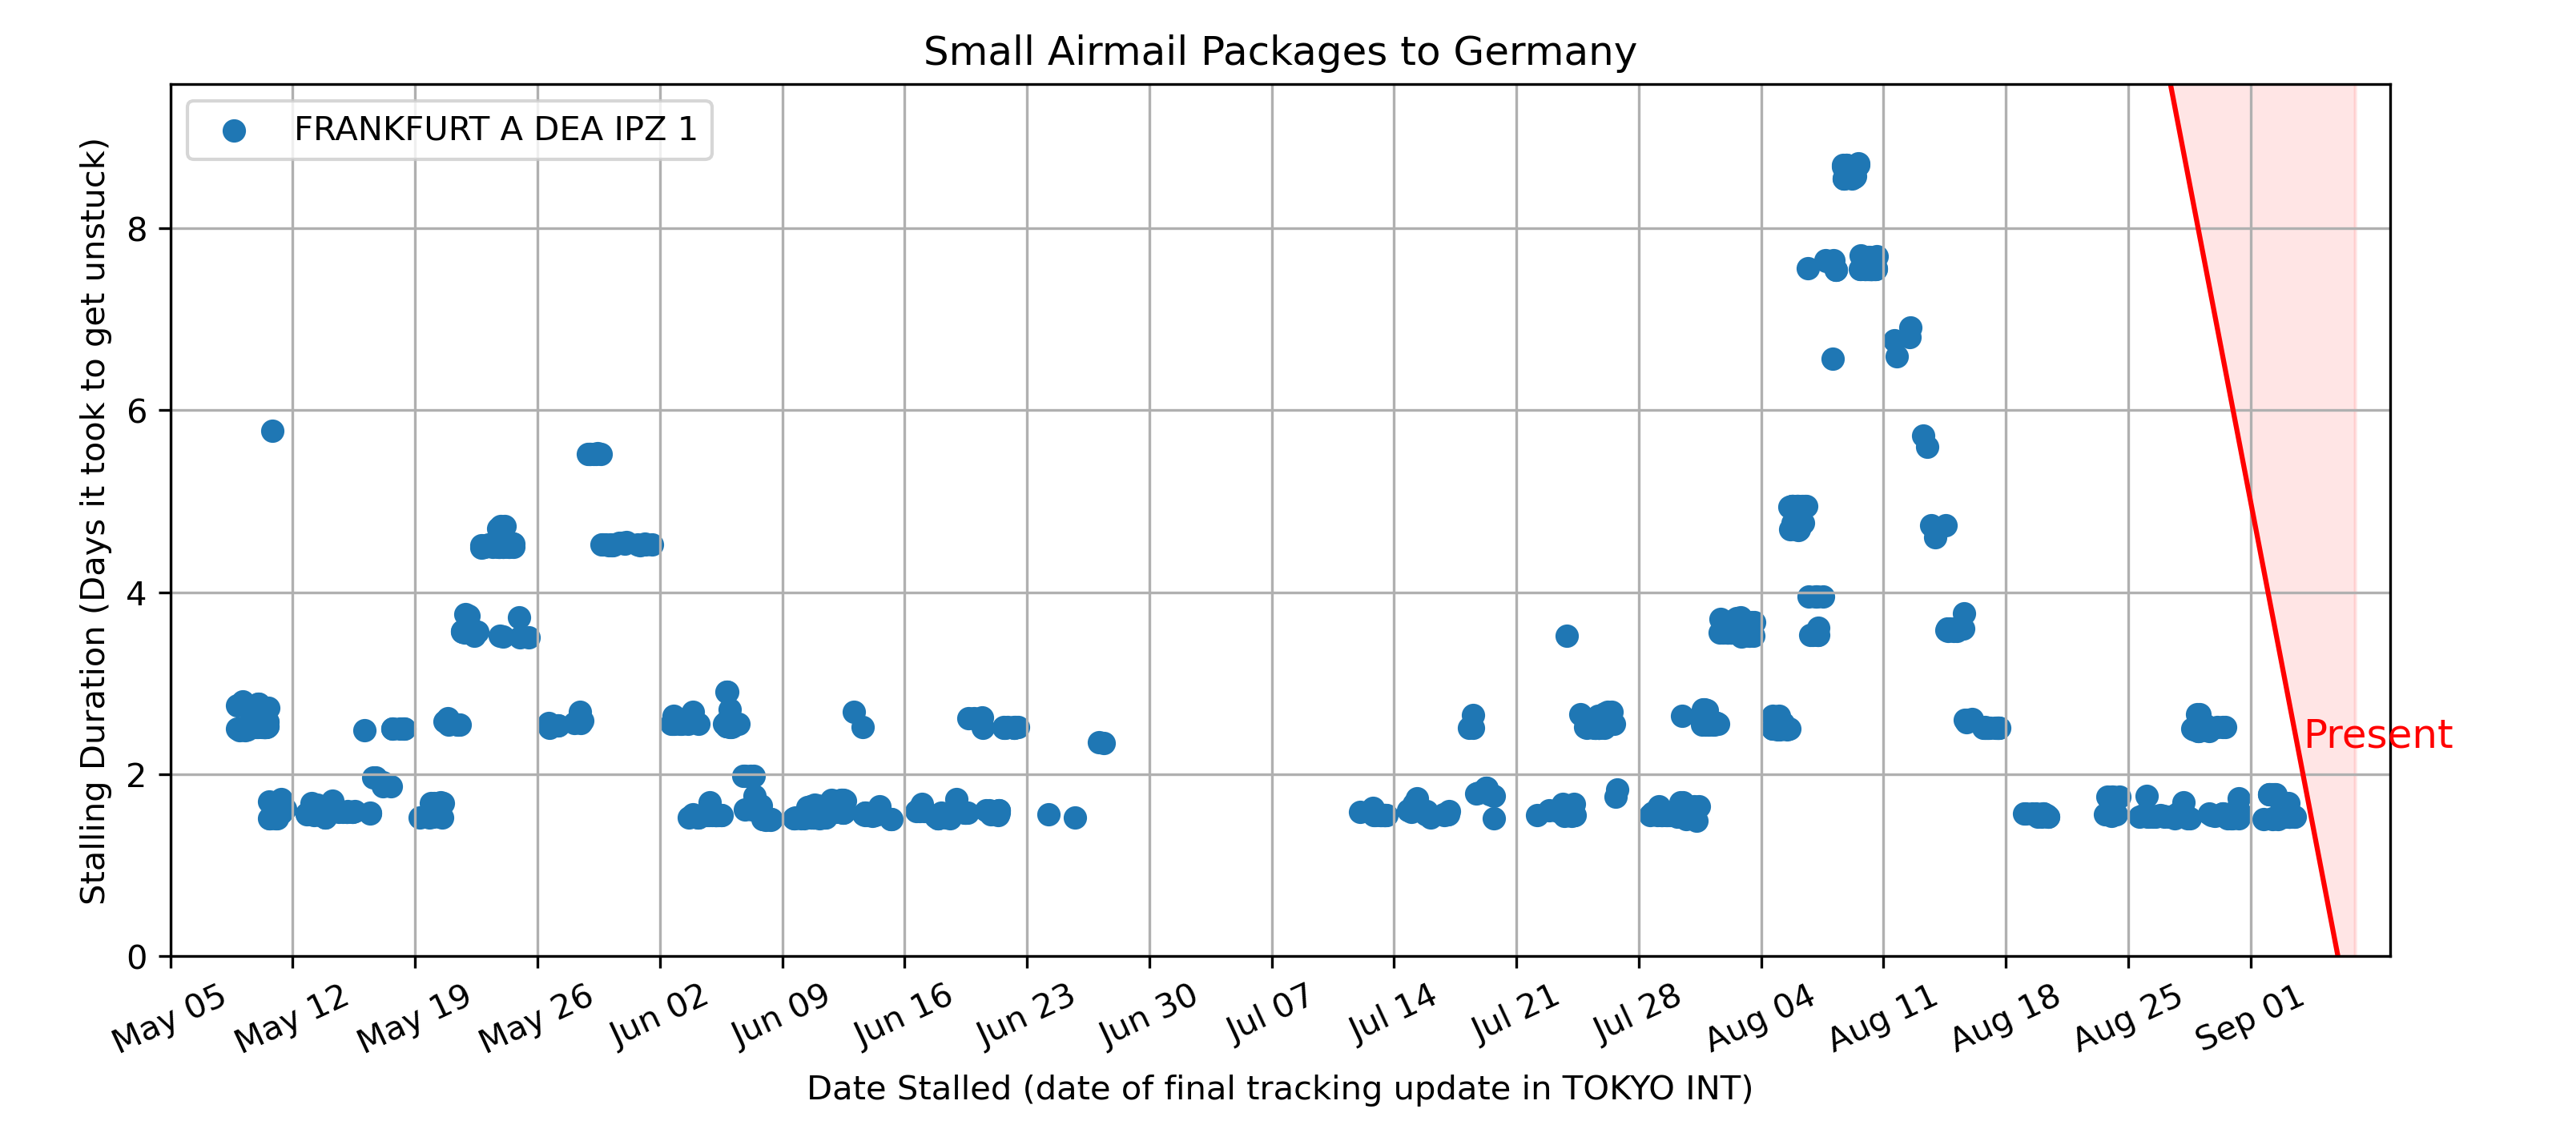 Small Airmail Packages to Germany
FRANKFURT A DEA IPZ 1
Stalling Duration (Days it took to get unstuck)
8
6
4
2
0
Present
May 05
May 12
May 19
May 26
Jun 02
Jun 09
Jun 16
Jun 23
Jun 30
Jul 07
Jul 14
Jul 21
Jul 28
Aug 04
Aug 11
Aug 18
Aug 25
Sep 01
Date Stalled (date of final tracking update in TOKYO INT)